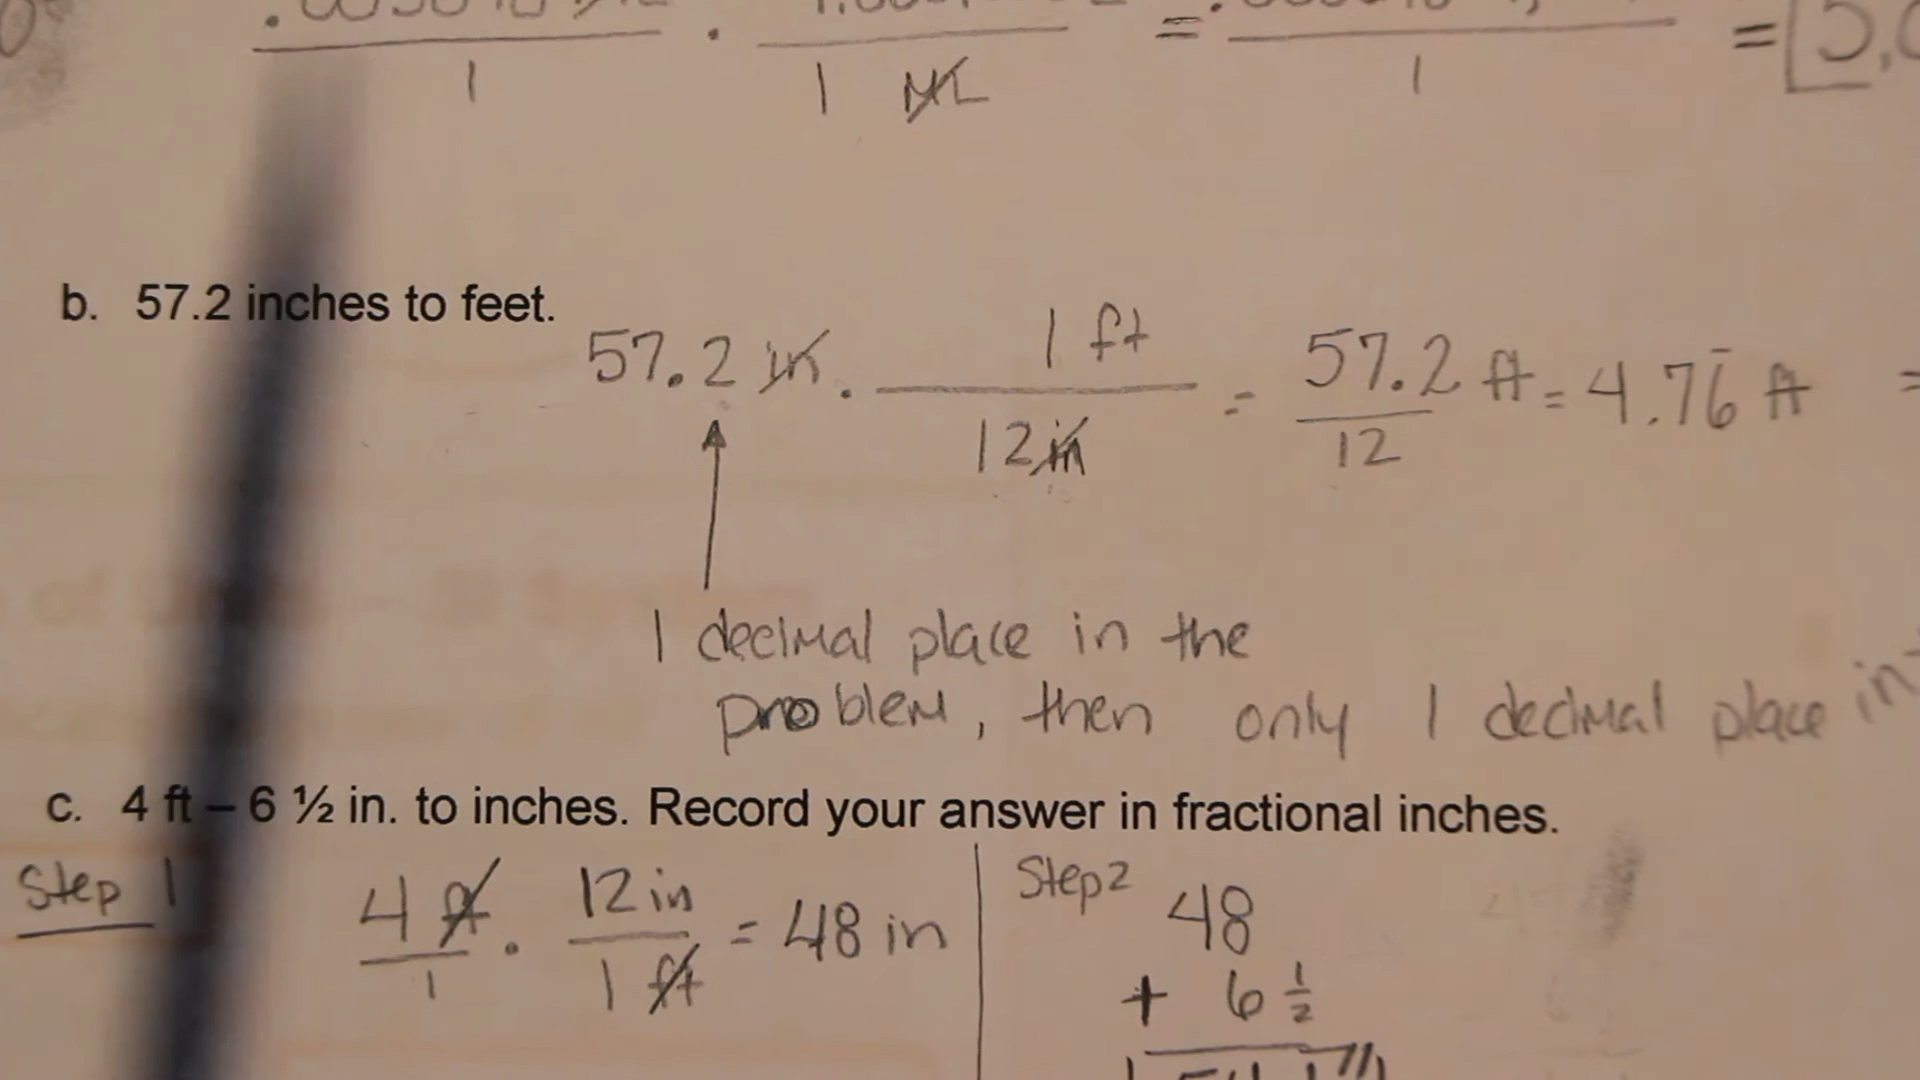 1 · 1 mL = 1 =
b. 57.2 inches to feet.
57.2 in · 1 ft / 12 in = 57.2 ft / 12 = 4.76̅ ft =
1 decimal place in the
problem, then only 1 decimal place in
c. 4 ft – 6 ½ in. to inches. Record your answer in fractional inches.
Step 1 4 ft / 1 · 12 in / 1 ft = 48 in
Step 2
48
+ 6 1/2